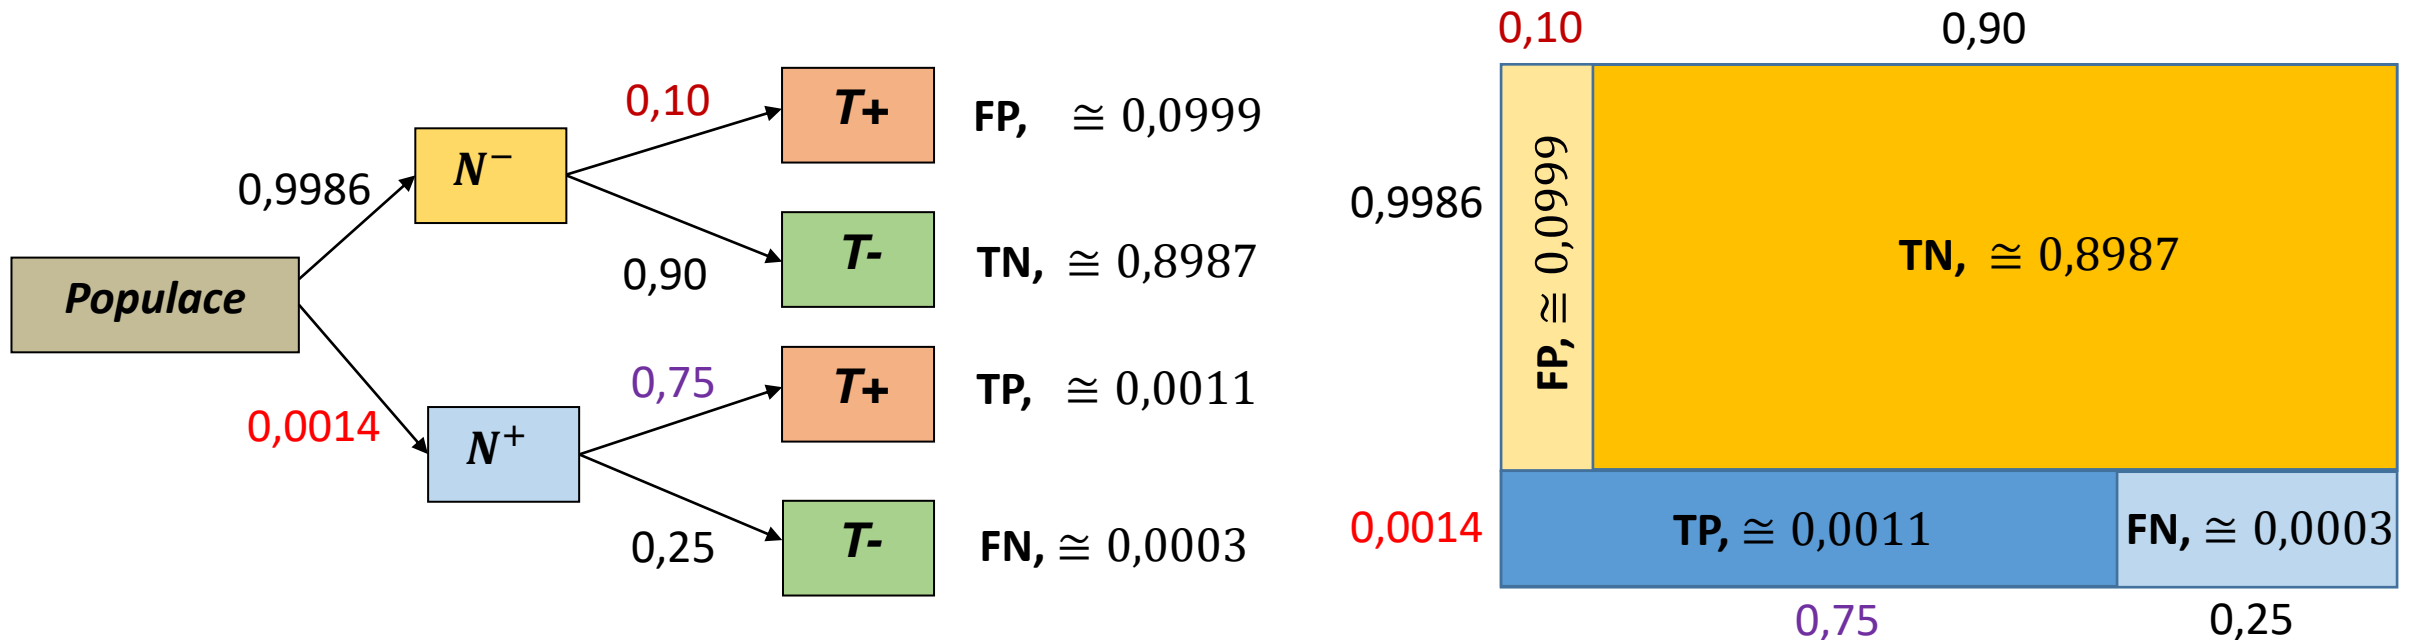 0,10
0,90
0,10
T+
FP, ≅ 0,0999
N⁻
0,9986
0,90
T-
TN, ≅ 0,8987
Populace
0,75
T+
TP, ≅ 0,0011
0,0014
N⁺
0,25
T-
FN, ≅ 0,0003
0,9986
FP, ≅ 0,0999
TN, ≅ 0,8987
0,0014
TP, ≅ 0,0011
FN, ≅ 0,0003
0,75
0,25